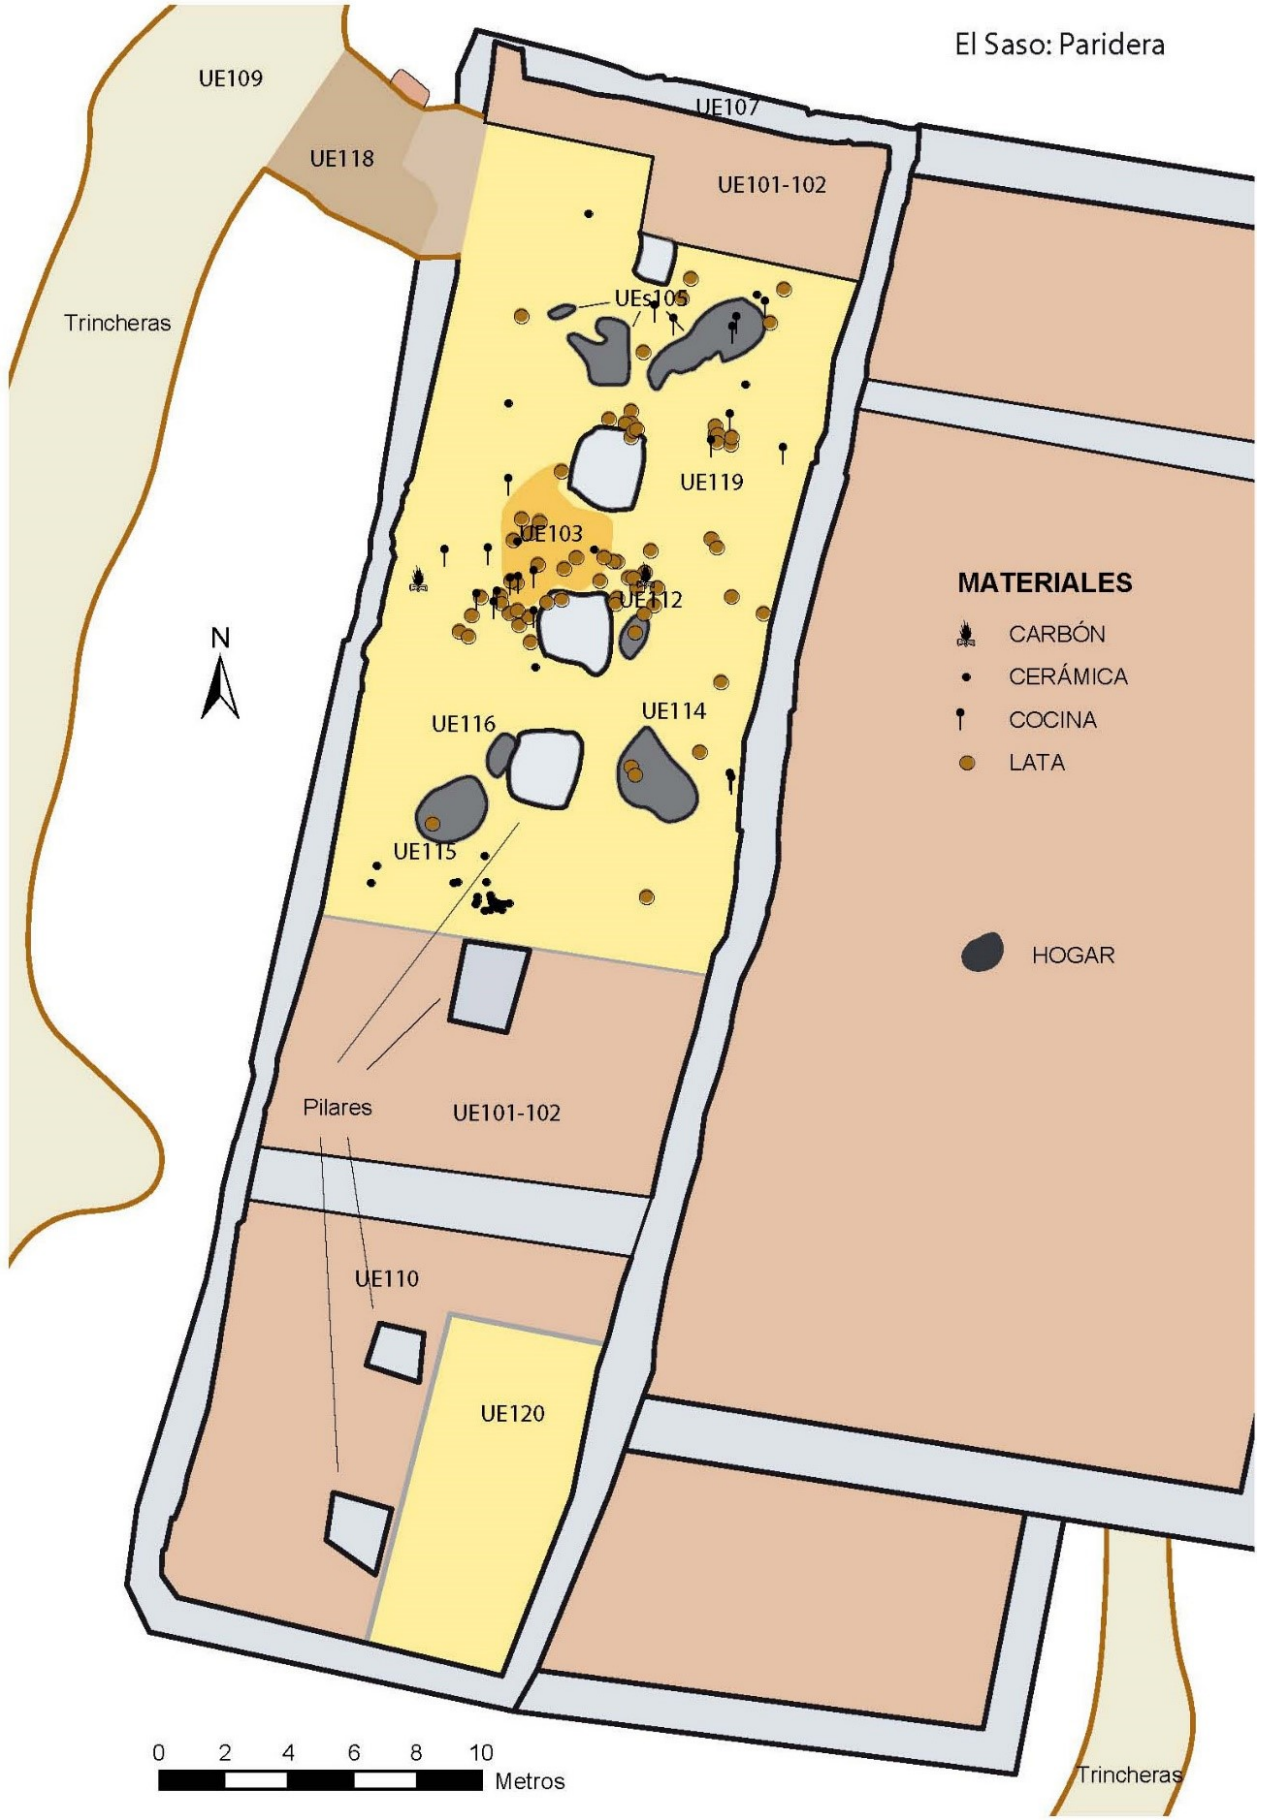 El Saso: Paridera
UE109
UE107
UE118
UE101-102
UEs105
Trincheras
UE119
UE103
MATERIALES
UE112
N
CARBÓN
CERÁMICA
UE116
UE114
COCINA
LATA
UE115
HOGAR
Pilares
UE101-102
UE110
UE120
0 2 4 6 8 10
Metros
Trincheras